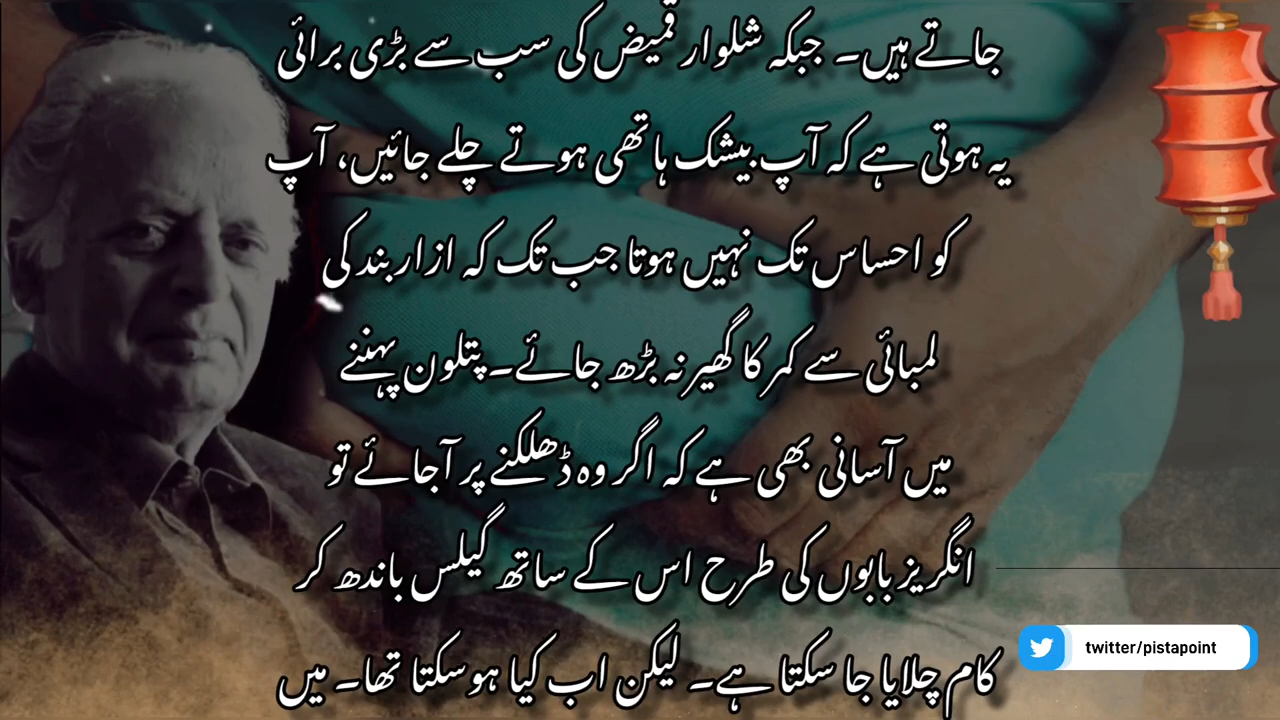 جاتے ہیں۔ جبکہ شلوار قمیض کی سب سے بڑی برائی
یہ ہوتی ہے کہ آپ بیشک ہاتھی ہوتے چلے جائیں، آپ
کو احساس تک نہیں ہوتا جب تک کہ ازار بند کی
لمبائی سے کمر کا گھیر نہ بڑھ جائے۔ پتلون پہننے
میں آسانی بھی ہے کہ اگر وہ ڈھلکنے پر آ جائے تو
انگریز بابوں کی طرح اس کے ساتھ گیلس باندھ کر
کام چلایا جا سکتا ہے۔ لیکن اب کیا ہو سکتا تھا۔ میں
twitter/pistapoint